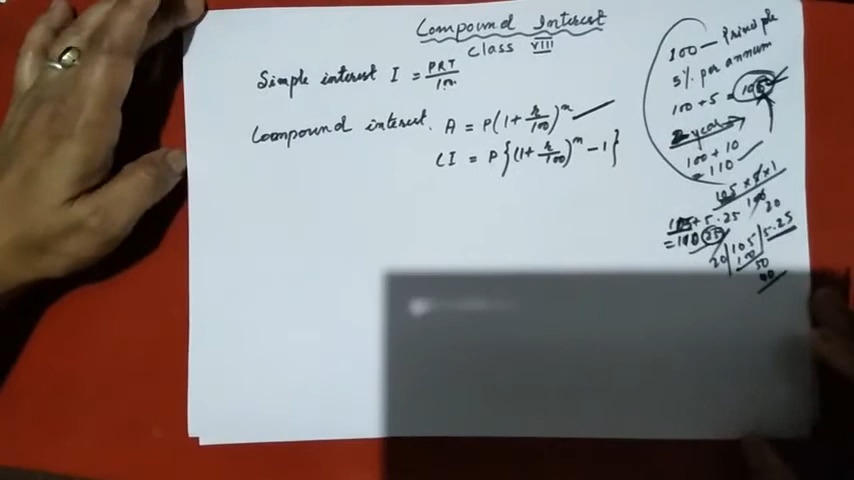 Compound Interest
Class VIII
Simple interest I = PRT/100
Compound interest. A = P(1+r/100)^n
CI = P{(1+r/100)^n -1}
100 — Principle
5% per annum
100 + 5 = 105
2 year
100 + 10
= 110
105 × 5 × 1
100
20
105 + 5.25
= 110.25
20|105|5.25
100
50
40